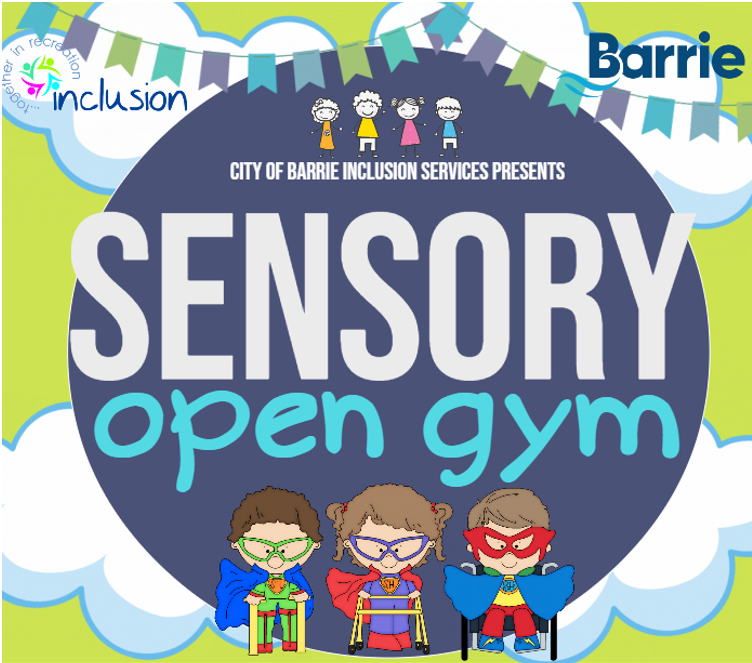 ...together in recreation
inclusion
Barrie
CITY OF BARRIE INCLUSION SERVICES PRESENTS
SENSORY
open gym